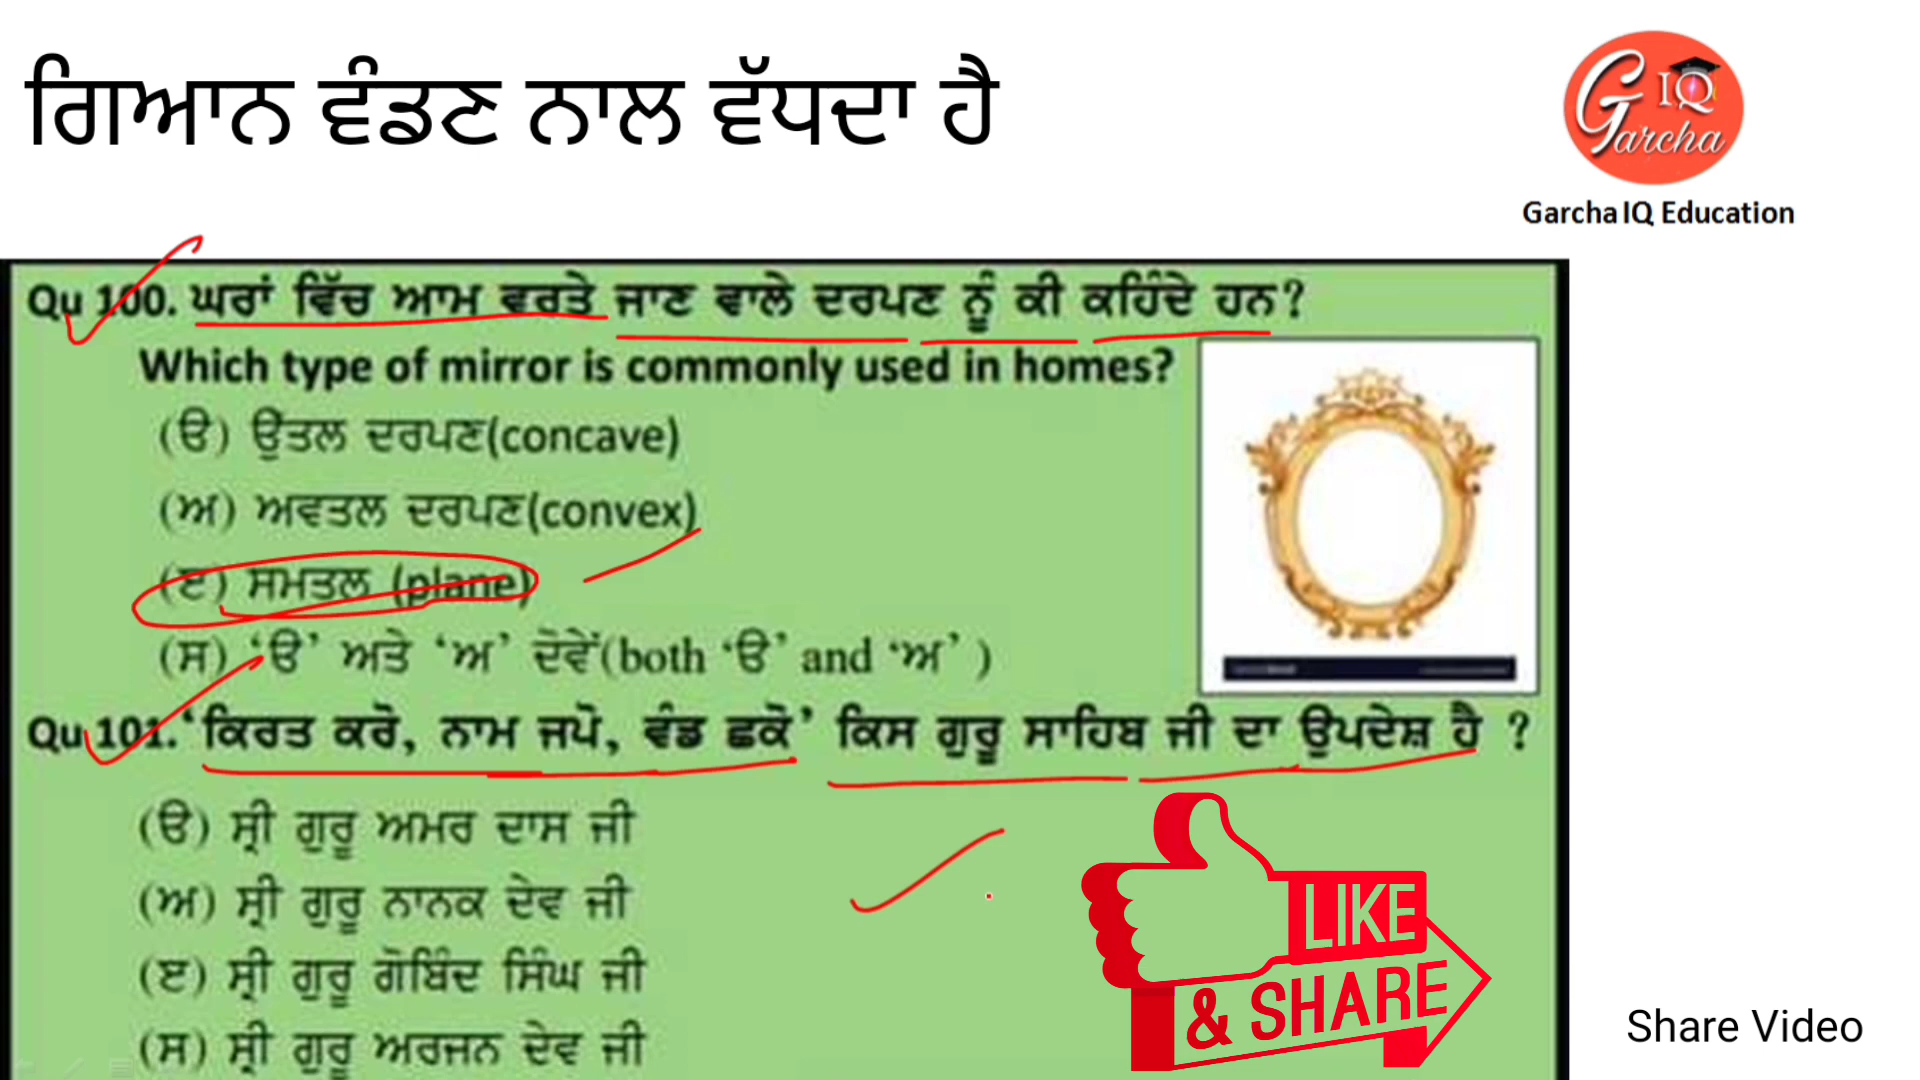 ਗਿਆਨ ਵੰਡਣ ਨਾਲ ਵੱਧਦਾ ਹੈ
IQ
Garcha
Garcha IQ Education
Qu 100. ਘਰਾਂ ਵਿੱਚ ਆਮ ਵਰਤੇ ਜਾਣ ਵਾਲੇ ਦਰਪਣ ਨੂੰ ਕੀ ਕਹਿੰਦੇ ਹਨ?
Which type of mirror is commonly used in homes?
(ੳ) ਉਤਲ ਦਰਪਣ(concave)
(ਅ) ਅਵਤਲ ਦਰਪਣ(convex)
(ੲ) ਸਮਤਲ (plane)
(ਸ) ‘ੳ’ ਅਤੇ ‘ਅ’ ਦੋਵੇਂ(both ‘ੳ’ and ‘ਅ’ )
Qu 101. ‘ਕਿਰਤ ਕਰੋ, ਨਾਮ ਜਪੋ, ਵੰਡ ਛਕੋ’ ਕਿਸ ਗੁਰੂ ਸਾਹਿਬ ਜੀ ਦਾ ਉਪਦੇਸ਼ ਹੈ ?
(ੳ) ਸ੍ਰੀ ਗੁਰੂ ਅਮਰ ਦਾਸ ਜੀ
(ਅ) ਸ੍ਰੀ ਗੁਰੂ ਨਾਨਕ ਦੇਵ ਜੀ
(ੲ) ਸ੍ਰੀ ਗੁਰੂ ਗੋਬਿੰਦ ਸਿੰਘ ਜੀ
(ਸ) ਸ੍ਰੀ ਗੁਰੂ ਅਰਜਨ ਦੇਵ ਜੀ
LIKE
& SHARE
Share Video